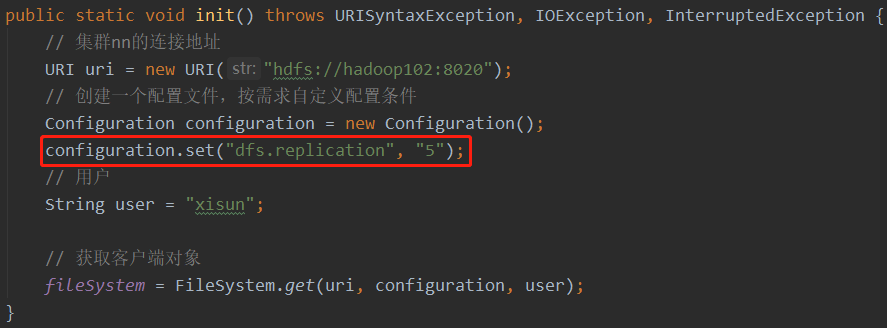 public static void init() throws URISyntaxException, IOException, InterruptedException {
// 集群nn的连接地址
URI uri = new URI( str: "hdfs://hadoop102:8020");
// 创建一个配置文件，按需求自定义配置条件
Configuration configuration = new Configuration();
configuration.set("dfs.replication", "5");
// 用户
String user = "xisun";
// 获取客户端对象
fileSystem = FileSystem.get(uri, configuration, user);
}